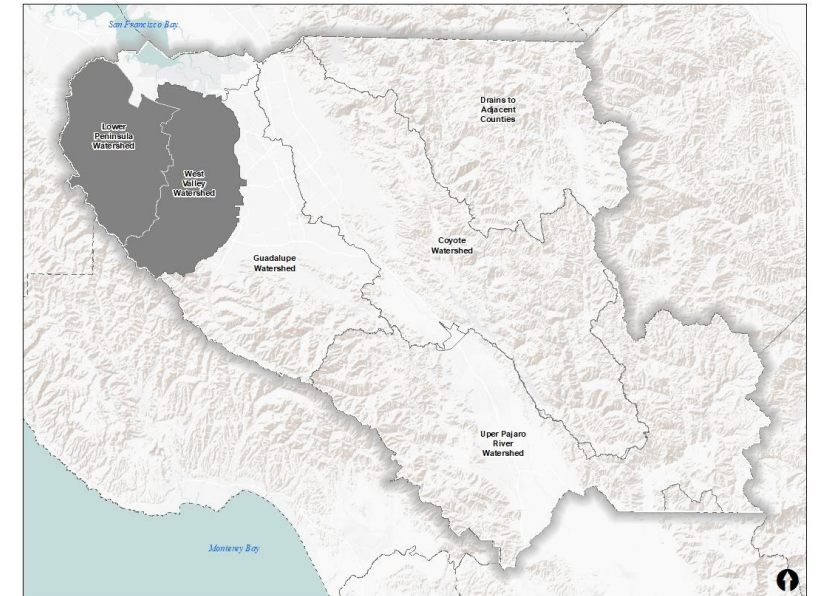 San Francisco Bay
Drains to
Adjacent
Counties
Lower
Peninsula
Watershed
West
Valley
Watershed
Coyote
Watershed
Guadalupe
Watershed
Uper Pajaro
River
Watershed
Monterey Bay